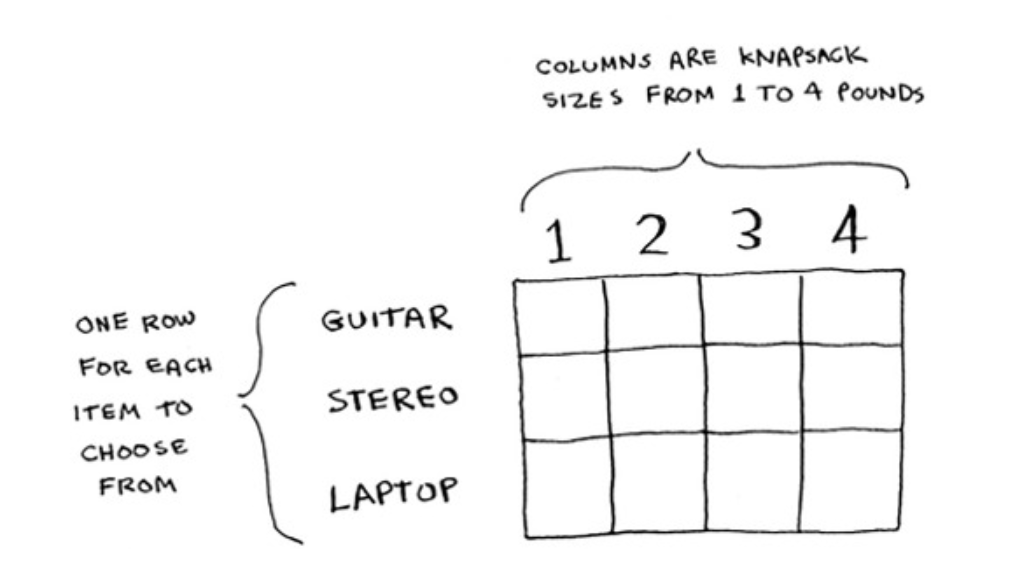 COLUMNS ARE KNAPSACK
SIZES FROM 1 TO 4 POUNDS
1 2 3 4
ONE ROW
FOR EACH
ITEM TO
CHOOSE
FROM
GUITAR
STEREO
LAPTOP